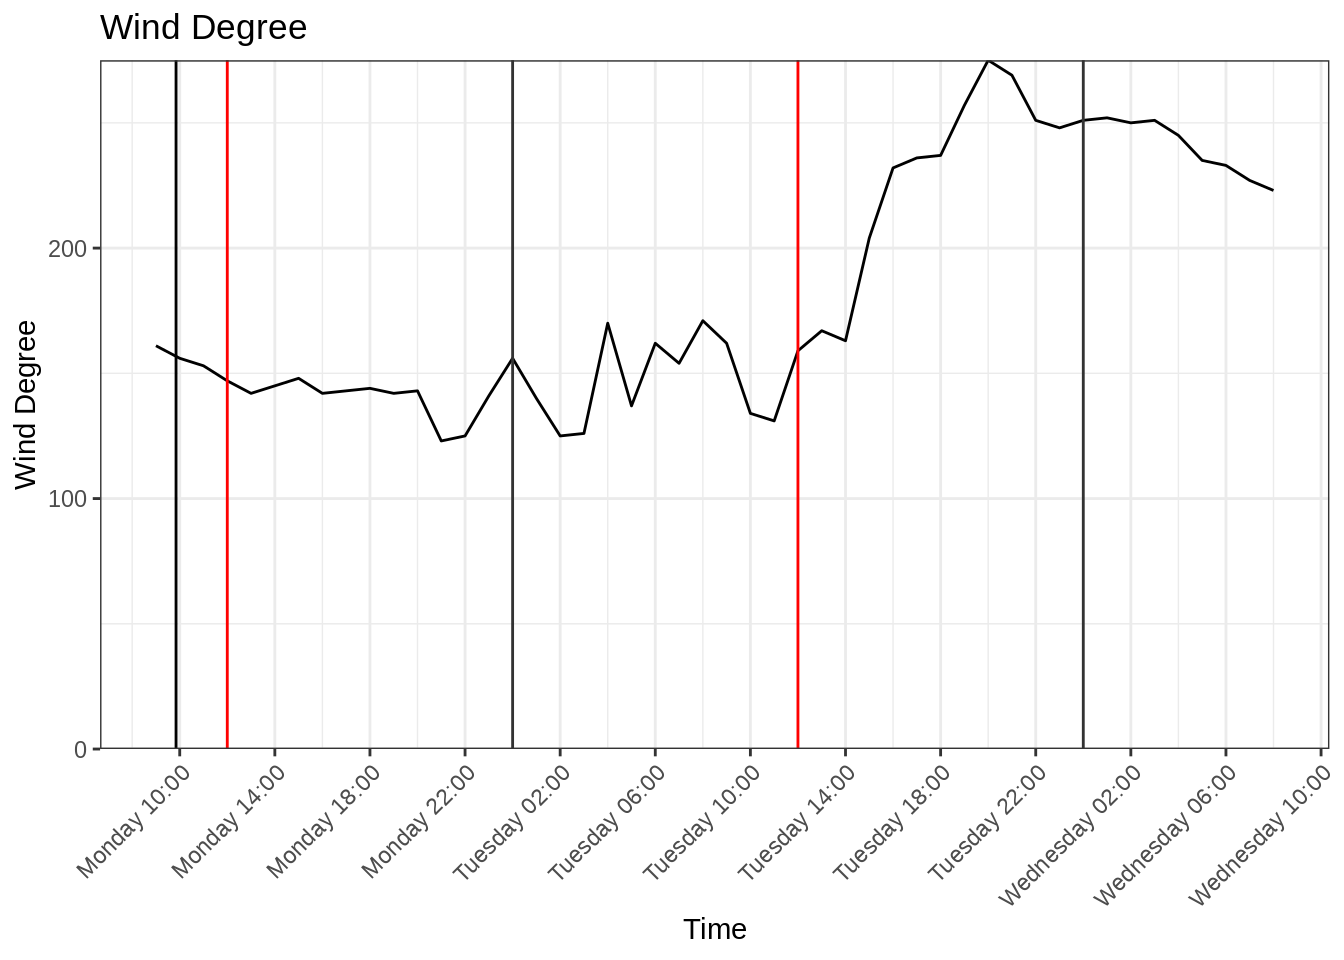 Wind Degree
Wind Degree
200
100
0
Monday 10:00
Monday 14:00
Monday 18:00
Monday 22:00
Tuesday 02:00
Tuesday 06:00
Tuesday 10:00
Tuesday 14:00
Tuesday 18:00
Tuesday 22:00
Wednesday 02:00
Wednesday 06:00
Wednesday 10:00
Time